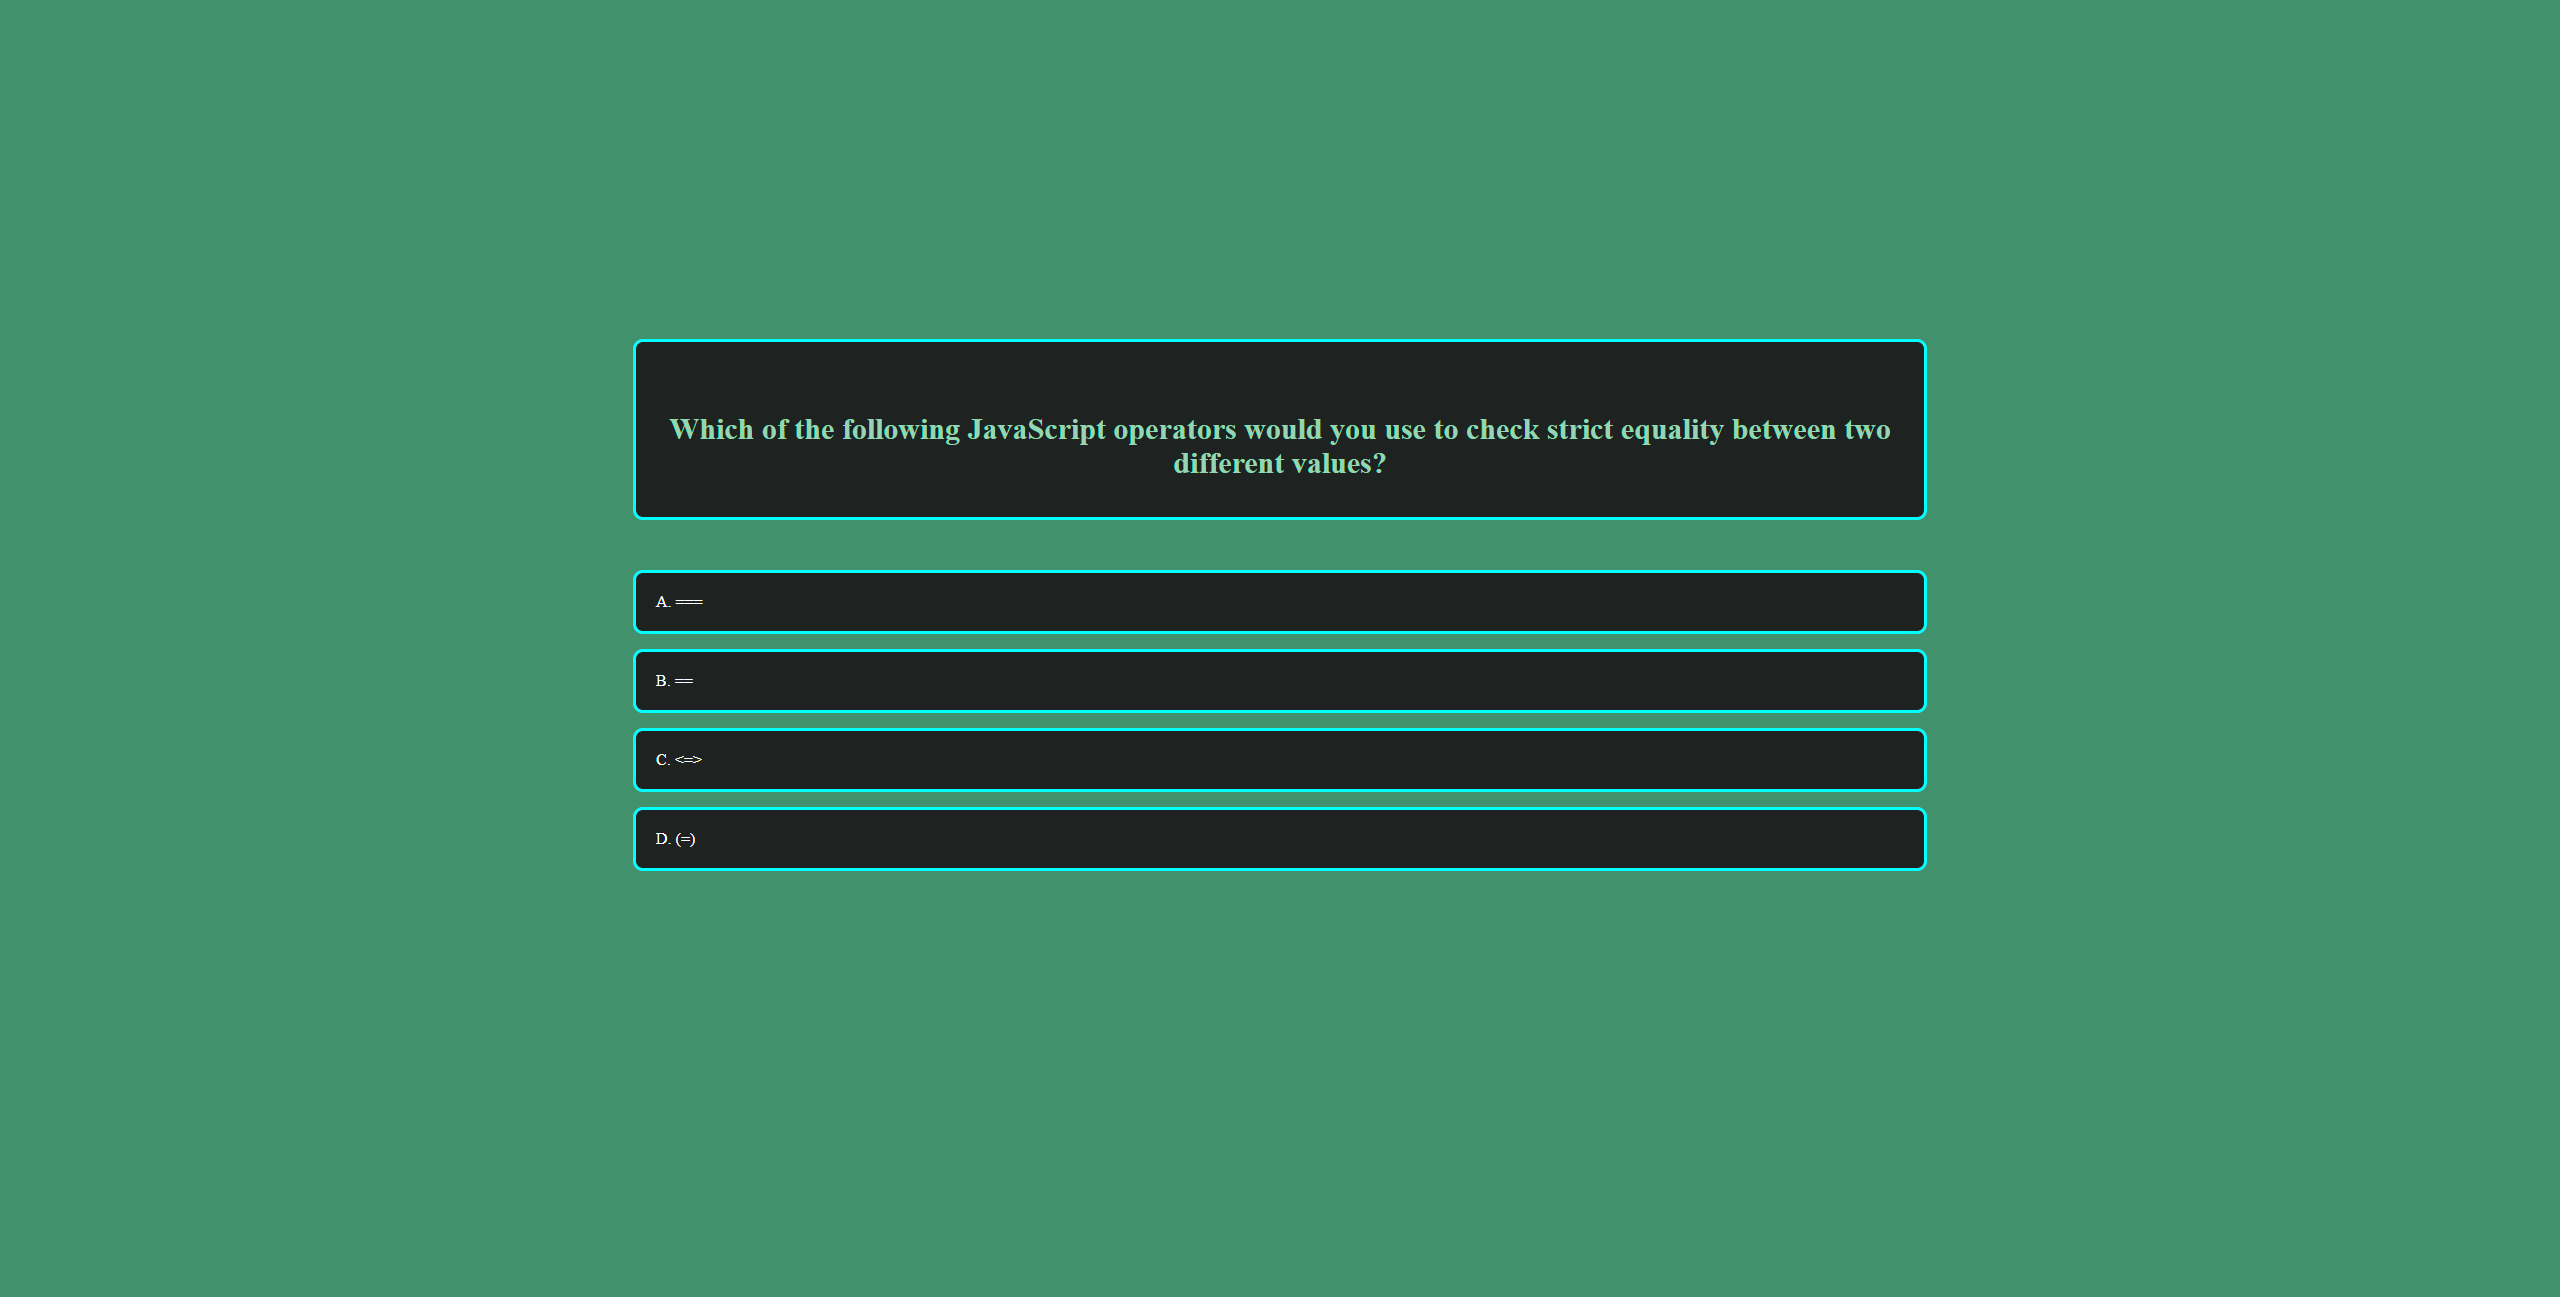 Which of the following JavaScript operators would you use to check strict equality between two
different values?
A. ===
B. ==
C. <=>
D. (=)